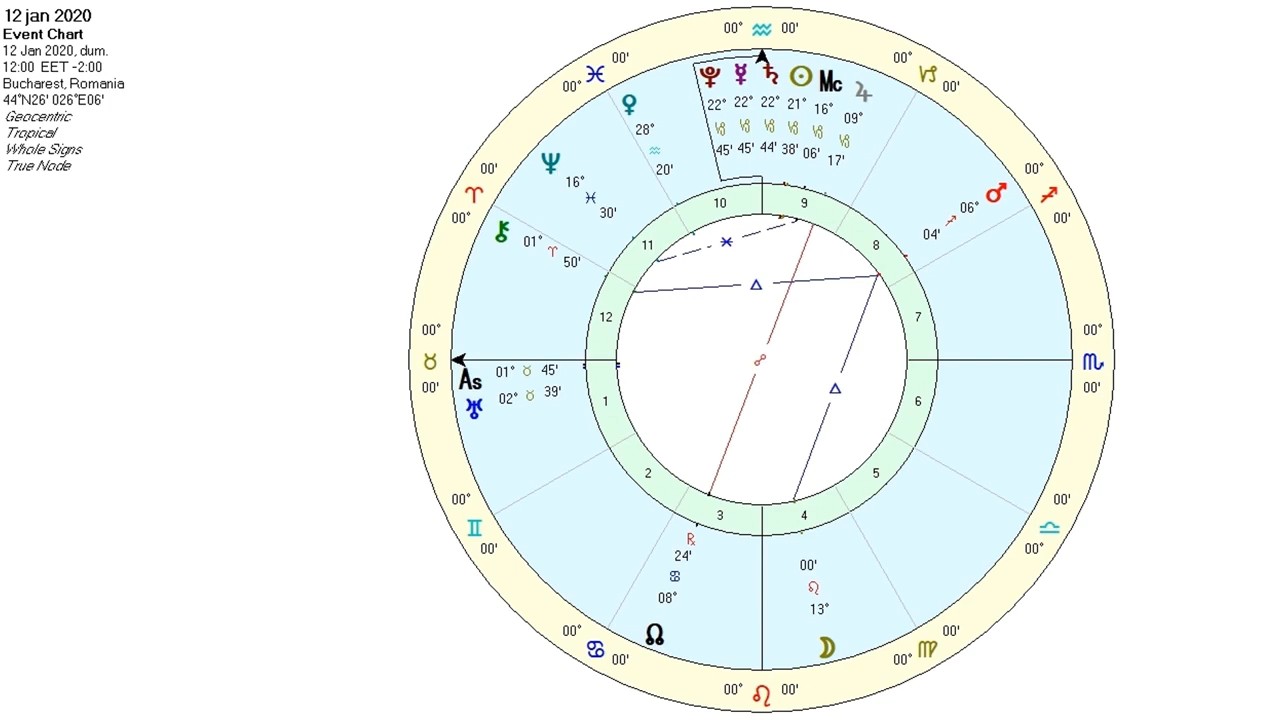 12 jan 2020
Event Chart
12 Jan 2020, dum.
12:00 EET -2:00
Bucharest, Romania
44°N26' 026°E06'
Geocentric
Tropical
Whole Signs
True Node
00° ♒ 00'
00° ♓ 00'
00' ♑
♇ ☿ ♄ ☉ Mc ♃
22° 22° 22° 21° 16° 09°
♑ ♑ ♑ ♑ ♑ ♑
45' 45' 44' 38' 06' 17'
♀ 28° ♒ 20'
♆ 16° ♓ 30'
♂ 06° ♐ 04'
00' ♈ 00°
00° ♐ 00'
⚷ 01° ♈ 50'
10 9
11 8
12 7
1 6
2 5
3 4
00° ♉ 00'
00° ♏ 00'
As 01° ♉ 45'
♅ 02° ♉ 39'
00° ♊ 00'
00' ♎ 00°
℞
24'
♋
08°
☊
00'
♌
13°
☽
00° ♋ 00'
00° ♍ 00'
00° ♌ 00'